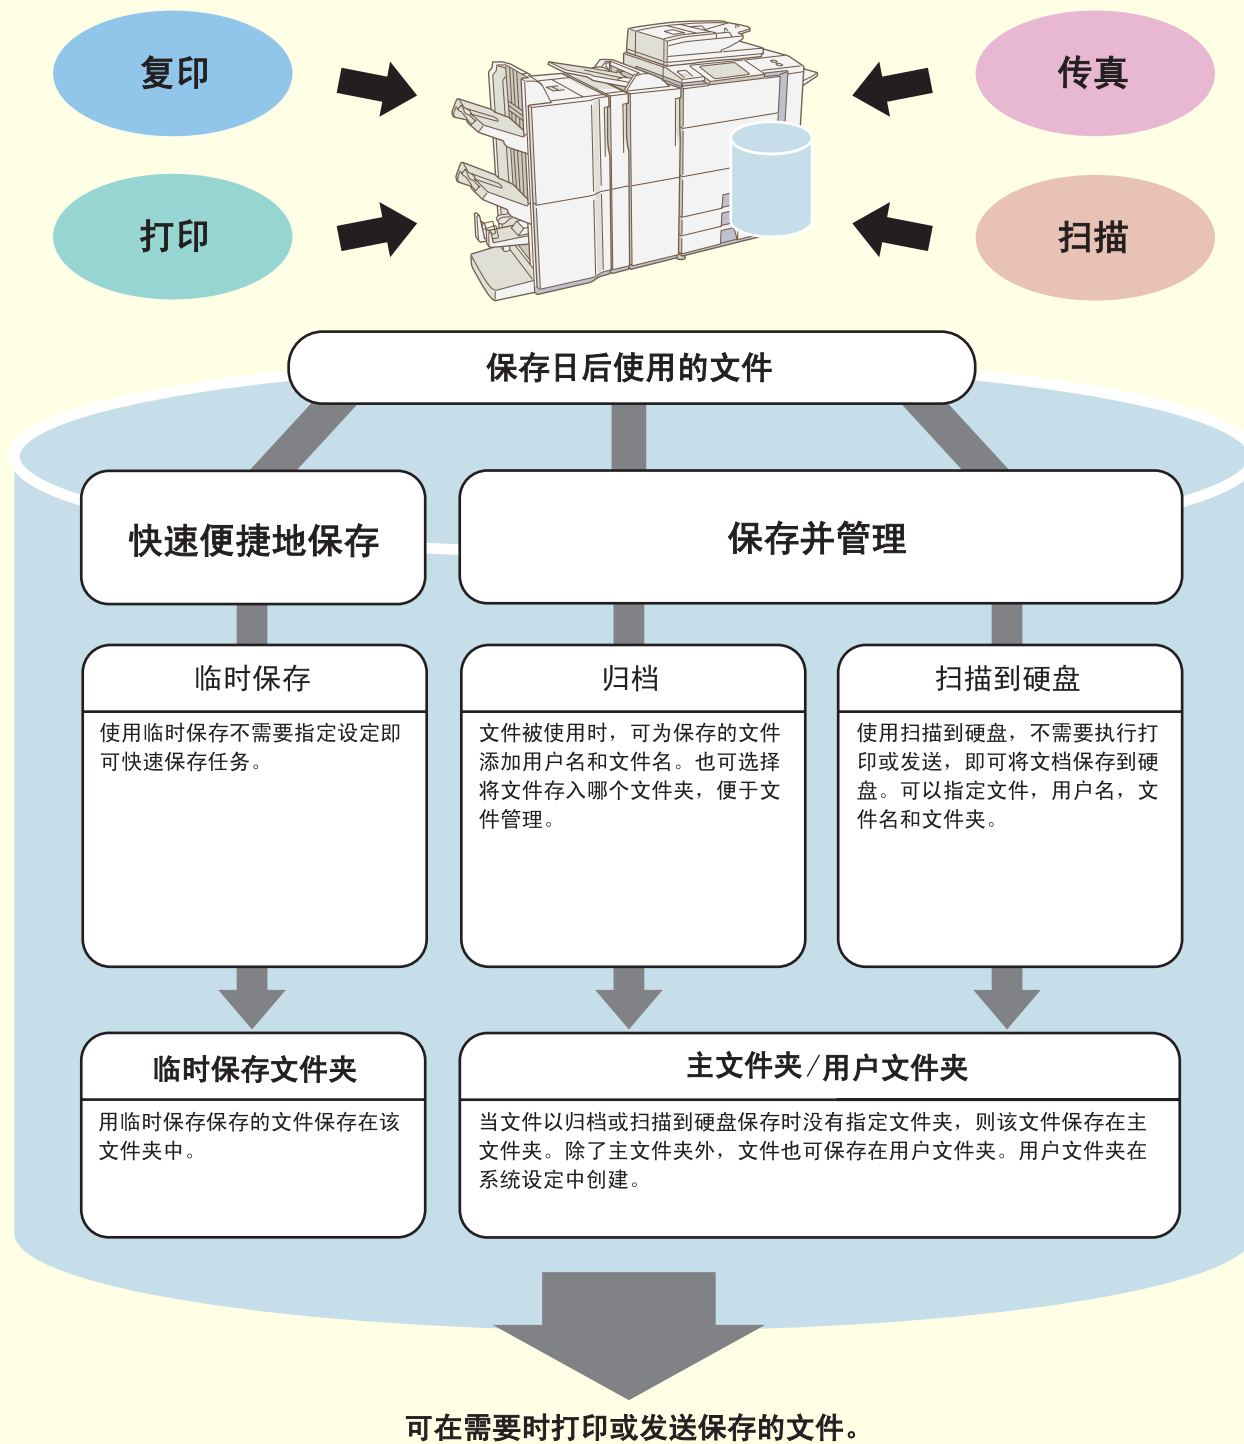 复印
传真
打印
扫描
保存日后使用的文件
快速便捷地保存
保存并管理
临时保存
使用临时保存不需要指定设定即
可快速保存任务。
归档
文件被使用时，可为保存的文件
添加用户名和文件名。也可选择
将文件存入哪个文件夹，便于文
件管理。
扫描到硬盘
使用扫描到硬盘，不需要执行打
印或发送，即可将文档保存到硬
盘。可以指定文件，用户名，文
件名和文件夹。
临时保存文件夹
用临时保存保存的文件保存在该
文件夹中。
主文件夹/用户文件夹
当文件以归档或扫描到硬盘保存时没有指定文件夹，则该文件保存在主
文件夹。除了主文件夹外，文件也可保存在用户文件夹。用户文件夹在
系统设定中创建。
可在需要时打印或发送保存的文件。